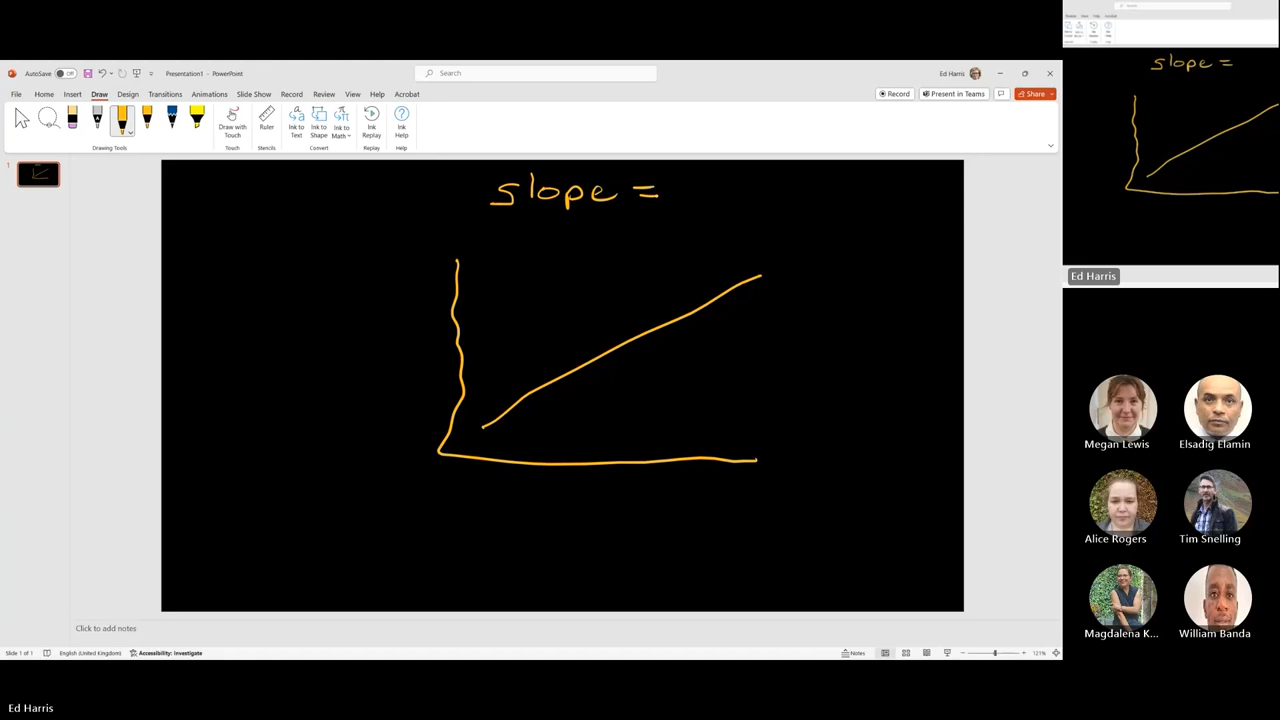 AutoSave Off Presentation1 - PowerPoint Search Ed Harris
File Home Insert Draw Design Transitions Animations Slide Show Record Review View Help Acrobat Record Present in Teams Share
Draw with Touch
Ruler
Ink to Text
Ink to Shape
Ink to Math
Ink Replay
Ink Help
Drawing Tools Touch Stencils Convert Replay Help
1
slope =
Click to add notes
Slide 1 of 1 English (United Kingdom) Accessibility: Investigate Notes 121%
slope =
Ed Harris
Megan Lewis Elsadig Elamin
Alice Rogers Tim Snelling
Magdalena K... William Banda
Ed Harris